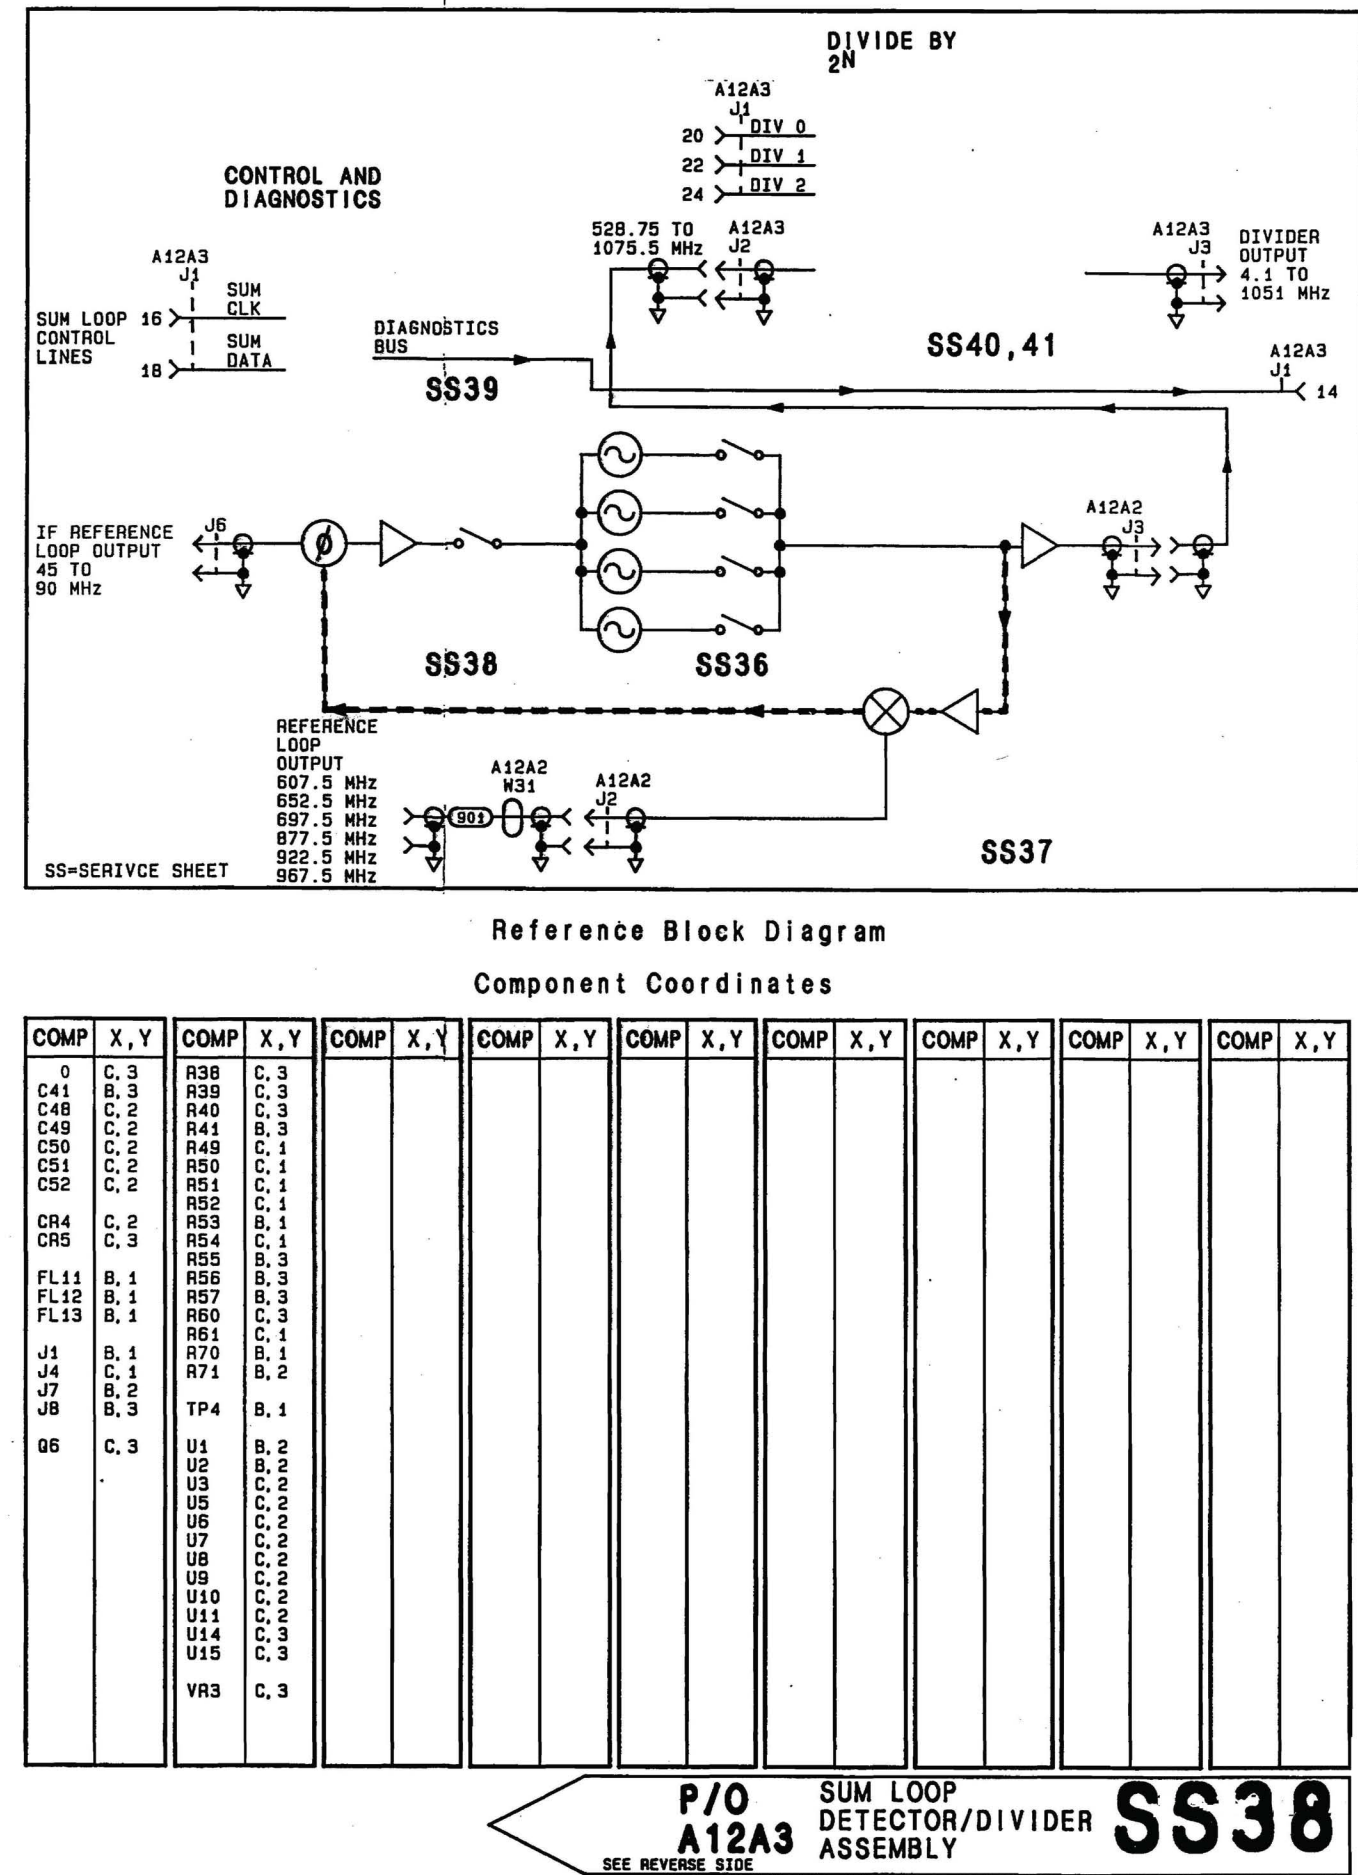 DIVIDE BY
2N
A12A3
J1
20 DIV 0
22 DIV 1
24 DIV 2
CONTROL AND
DIAGNOSTICS
528.75 TO
1075.5 MHz
A12A3
J2
A12A3
J3
DIVIDER
OUTPUT
4.1 TO
1051 MHz
A12A3
J1
SUM LOOP
CONTROL
LINES
16 SUM
CLK
18 SUM
DATA
DIAGNOSTICS
BUS
SS39
SS40,41
A12A3
J1
14
IF REFERENCE
LOOP OUTPUT
45 TO
90 MHz
J6
ϕ
A12A2
J3
SS38
SS36
REFERENCE
LOOP
OUTPUT
607.5 MHz
652.5 MHz
697.5 MHz
877.5 MHz
922.5 MHz
967.5 MHz
901
A12A2
W31
A12A2
J2
SS37
SS=SERIVCE SHEET
Reference Block Diagram
Component Coordinates
COMP X,Y COMP X,Y COMP X,Y COMP X,Y COMP X,Y COMP X,Y COMP X,Y COMP X,Y COMP X,Y
0 C,3 R38 C,3
C41 B,3 R39 C,3
C48 C,2 R40 C,3
C49 C,2 R41 B,3
C50 C,2 R49 C,1
C51 C,2 R50 C,1
C52 C,2 R51 C,1
R52 C,1
CR4 C,2 R53 B,1
CR5 C,3 R54 C,1
R55 B,3
FL11 B,1 R56 B,3
FL12 B,1 R57 B,3
FL13 B,1 R60 C,3
R61 C,1
J1 B,1 R70 B,1
J4 C,1 R71 B,2
J7 B,2
J8 B,3 TP4 B,1
Q6 C,3 U1 B,2
U2 B,2
U3 C,2
U5 C,2
U6 C,2
U7 C,2
U8 C,2
U9 C,2
U10 C,2
U11 C,2
U14 C,3
U15 C,3
VR3 C,3
P/O
A12A3
SEE REVERSE SIDE
SUM LOOP
DETECTOR/DIVIDER
ASSEMBLY
SS38